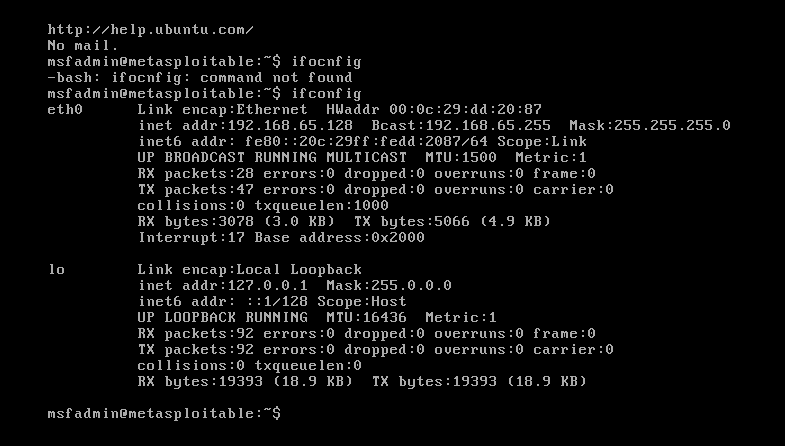 http://help.ubuntu.com/
No mail.
msfadmin@metasploitable:~$ ifocnfig
-bash: ifocnfig: command not found
msfadmin@metasploitable:~$ ifconfig
eth0      Link encap:Ethernet  HWaddr 00:0c:29:dd:20:87
          inet addr:192.168.65.128  Bcast:192.168.65.255  Mask:255.255.255.0
          inet6 addr: fe80::20c:29ff:fedd:2087/64 Scope:Link
          UP BROADCAST RUNNING MULTICAST  MTU:1500  Metric:1
          RX packets:28 errors:0 dropped:0 overruns:0 frame:0
          TX packets:47 errors:0 dropped:0 overruns:0 carrier:0
          collisions:0 txqueuelen:1000
          RX bytes:3078 (3.0 KB)  TX bytes:5066 (4.9 KB)
          Interrupt:17 Base address:0x2000
lo        Link encap:Local Loopback
          inet addr:127.0.0.1  Mask:255.0.0.0
          inet6 addr: ::1/128 Scope:Host
          UP LOOPBACK RUNNING  MTU:16436  Metric:1
          RX packets:92 errors:0 dropped:0 overruns:0 frame:0
          TX packets:92 errors:0 dropped:0 overruns:0 carrier:0
          collisions:0 txqueuelen:0
          RX bytes:19393 (18.9 KB)  TX bytes:19393 (18.9 KB)
msfadmin@metasploitable:~$